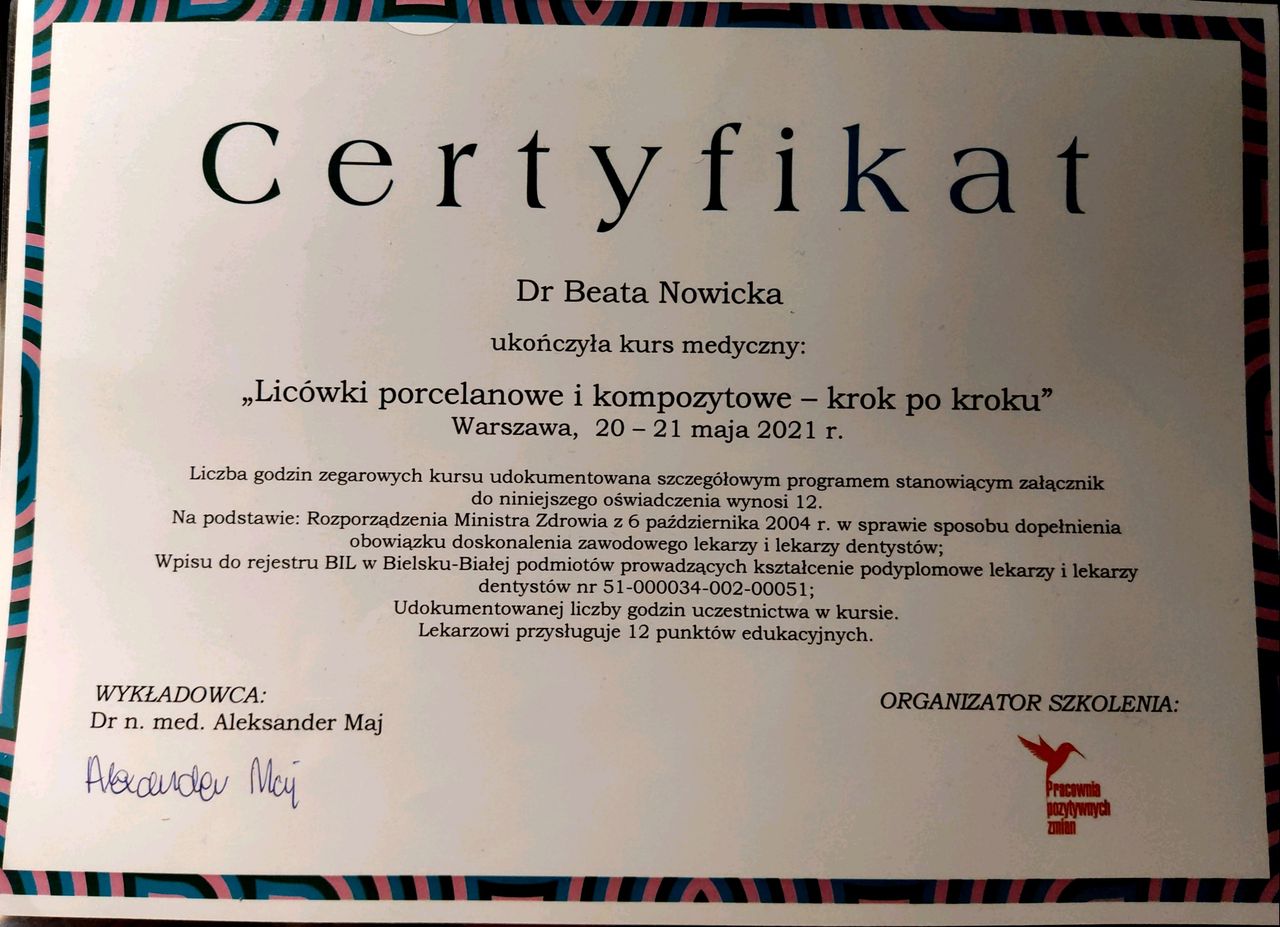 Certyfikat
Dr Beata Nowicka
ukończyła kurs medyczny:
„Licówki porcelanowe i kompozytowe – krok po kroku”
Warszawa, 20 – 21 maja 2021 r.
Liczba godzin zegarowych kursu udokumentowana szczegółowym programem stanowiącym załącznik
do niniejszego oświadczenia wynosi 12.
Na podstawie: Rozporządzenia Ministra Zdrowia z 6 października 2004 r. w sprawie sposobu dopełnienia
obowiązku doskonalenia zawodowego lekarzy i lekarzy dentystów;
Wpisu do rejestru BIL w Bielsku-Białej podmiotów prowadzących kształcenie podyplomowe lekarzy i lekarzy
dentystów nr 51-000034-002-00051;
Udokumentowanej liczby godzin uczestnictwa w kursie.
Lekarzowi przysługuje 12 punktów edukacyjnych.
WYKŁADOWCA:
Dr n. med. Aleksander Maj
Alexander Maj
ORGANIZATOR SZKOLENIA:
Pracownia
pozytywnych
zmian